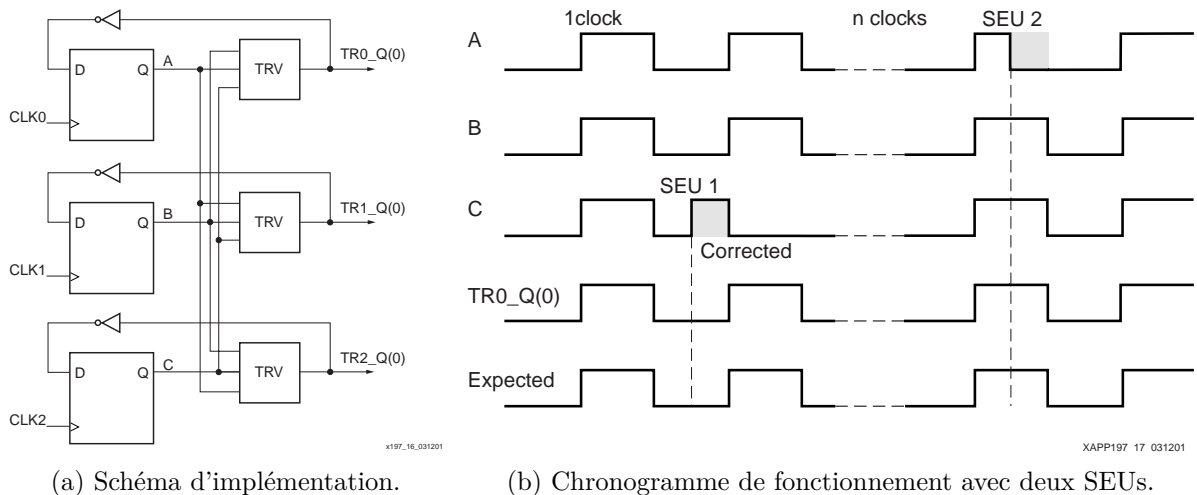 D
Q
A
TRV
TR0_Q(0)
CLK0
D
Q
B
TRV
TR1_Q(0)
CLK1
D
Q
C
TRV
TR2_Q(0)
CLK2
x197_16_031201
(a) Schéma d'implémentation.
1clock
n clocks
SEU 2
A
B
SEU 1
C
Corrected
TR0_Q(0)
Expected
XAPP197 17 031201
(b) Chronogramme de fonctionnement avec deux SEUs.